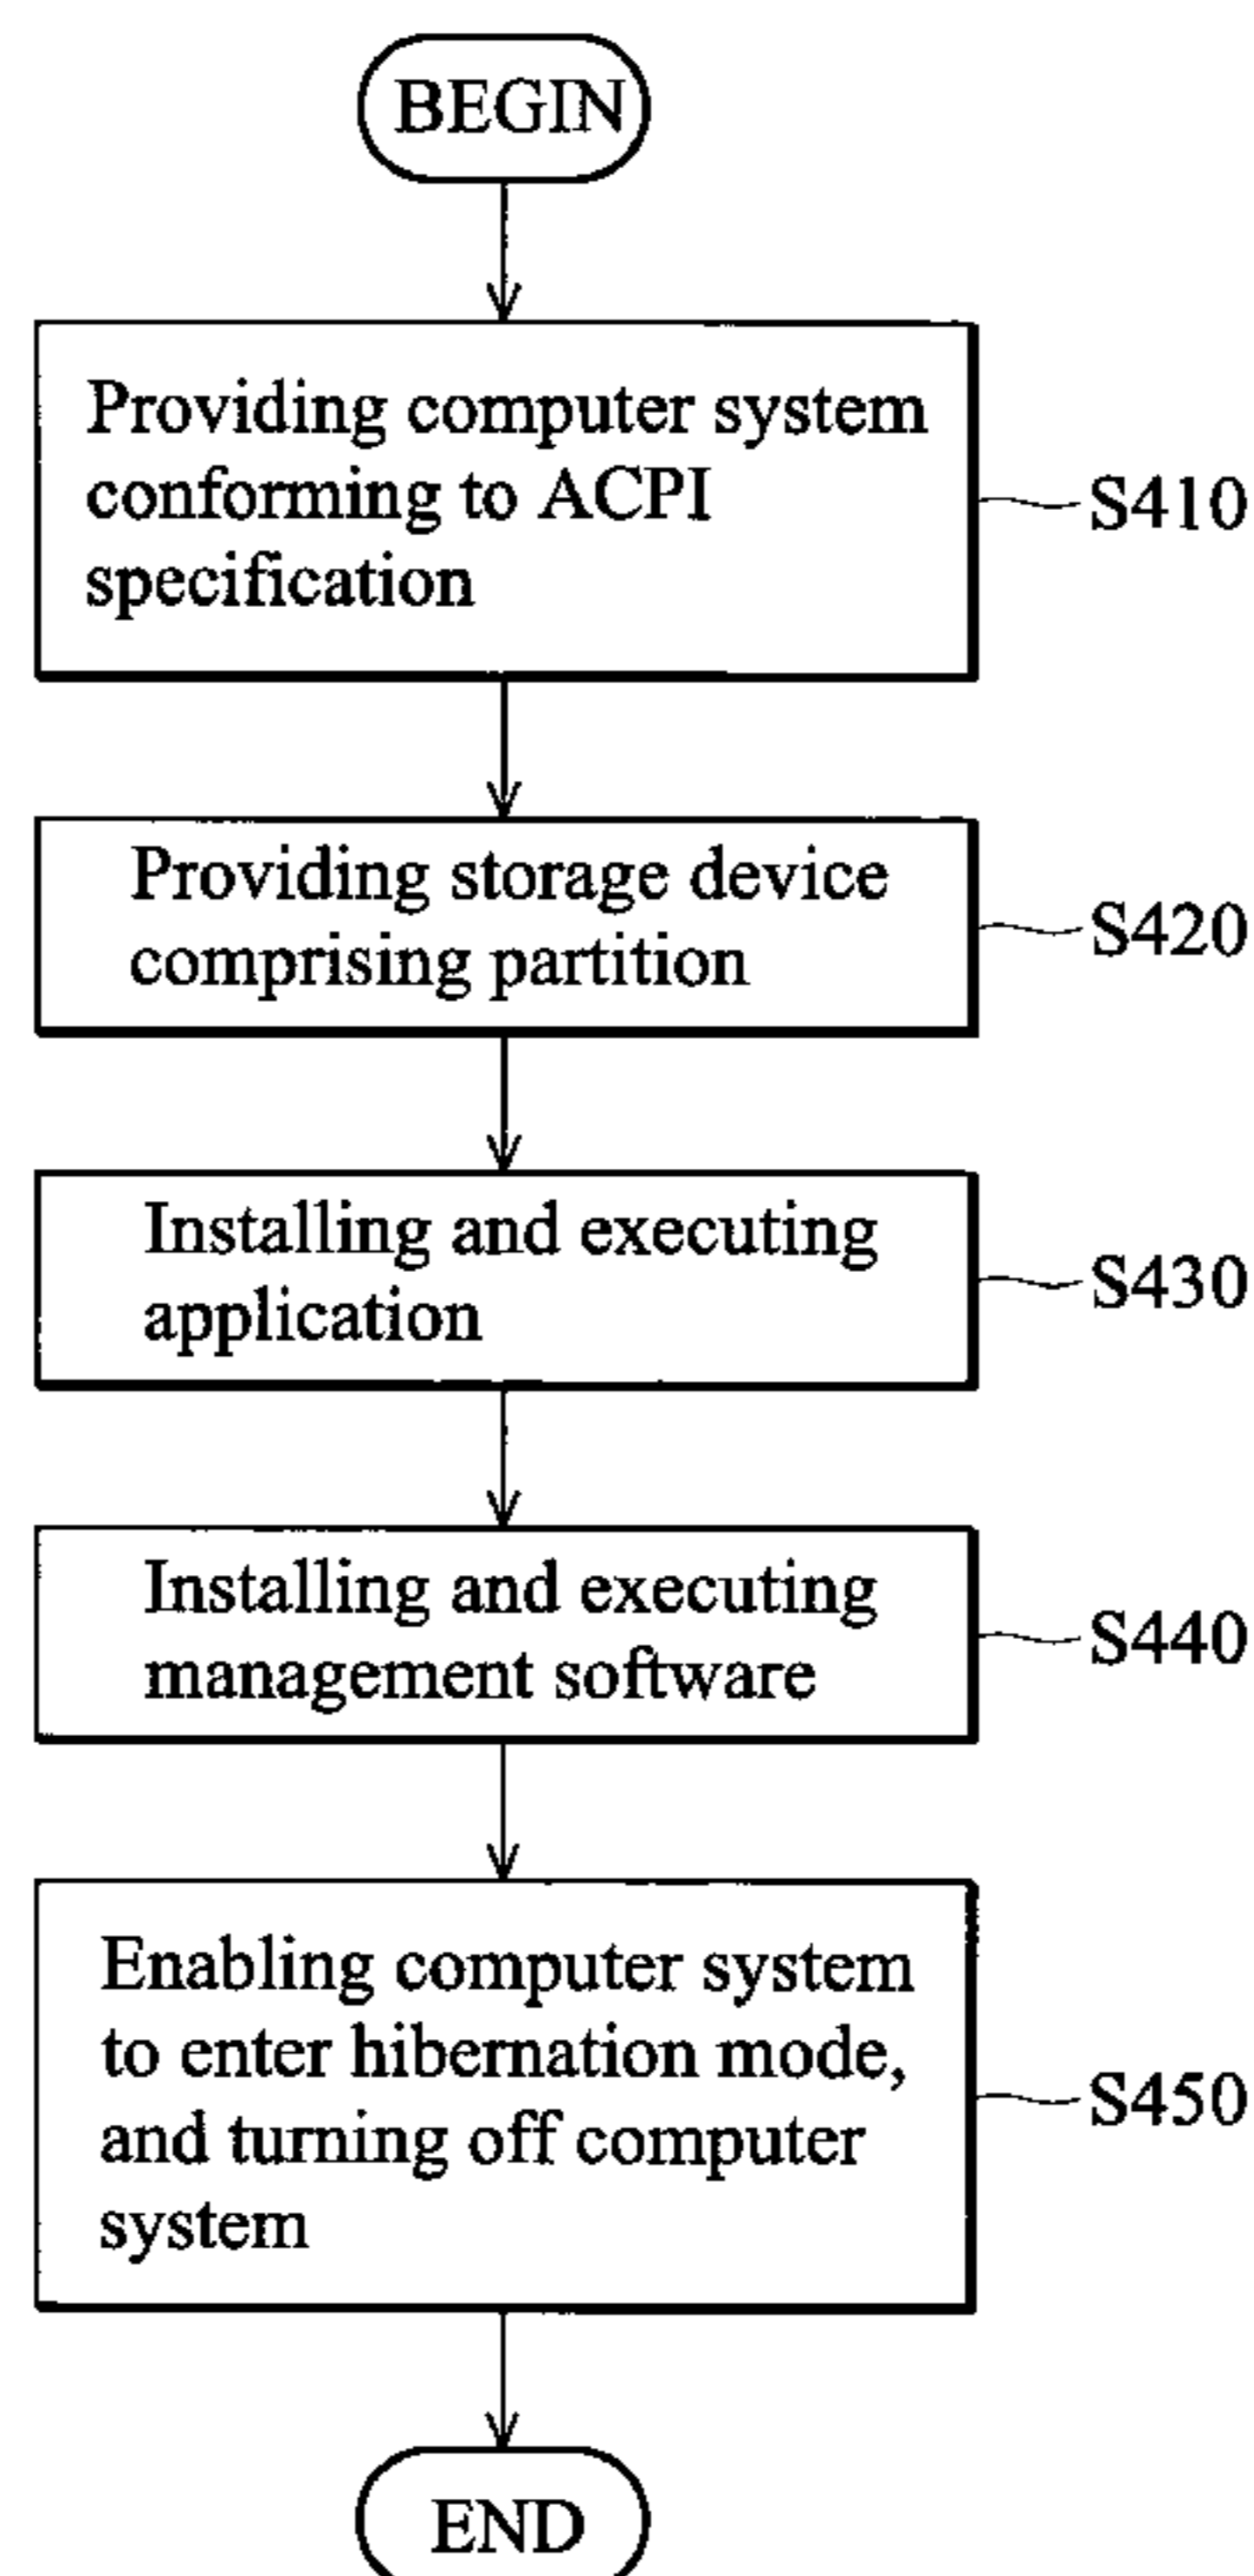 BEGIN
Providing computer system
conforming to ACPI
specification
S410
Providing storage device
comprising partition
S420
Installing and executing
application
S430
Installing and executing
management software
S440
Enabling computer system
to enter hibernation mode,
and turning off computer
system
S450
END